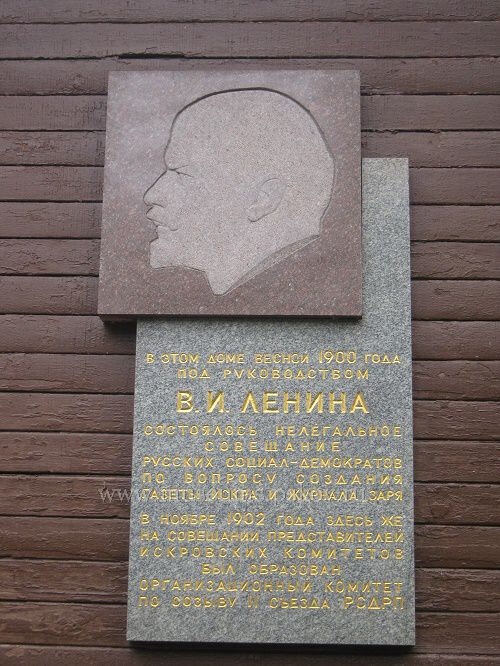 В ЭТОМ ДОМЕ ВЕСНОЙ 1900 ГОДА
ПОД РУКОВОДСТВОМ
В. И. ЛЕНИНА
СОСТОЯЛОСЬ НЕЛЕГАЛЬНОЕ
СОВЕЩАНИЕ
РУССКИХ СОЦИАЛ-ДЕМОКРАТОВ
ПО ВОПРОСУ СОЗДАНИЯ
ГАЗЕТЫ ИСКРА И ЖУРНАЛА ЗАРЯ
В НОЯБРЕ 1902 ГОДА ЗДЕСЬ ЖЕ
НА СОВЕЩАНИИ ПРЕДСТАВИТЕЛЕЙ
ИСКРОВСКИХ КОМИТЕТОВ
БЫЛ ОБРАЗОВАН
ОРГАНИЗАЦИОННЫЙ КОМИТЕТ
ПО СОЗЫВУ II СЪЕЗДА РСДРП